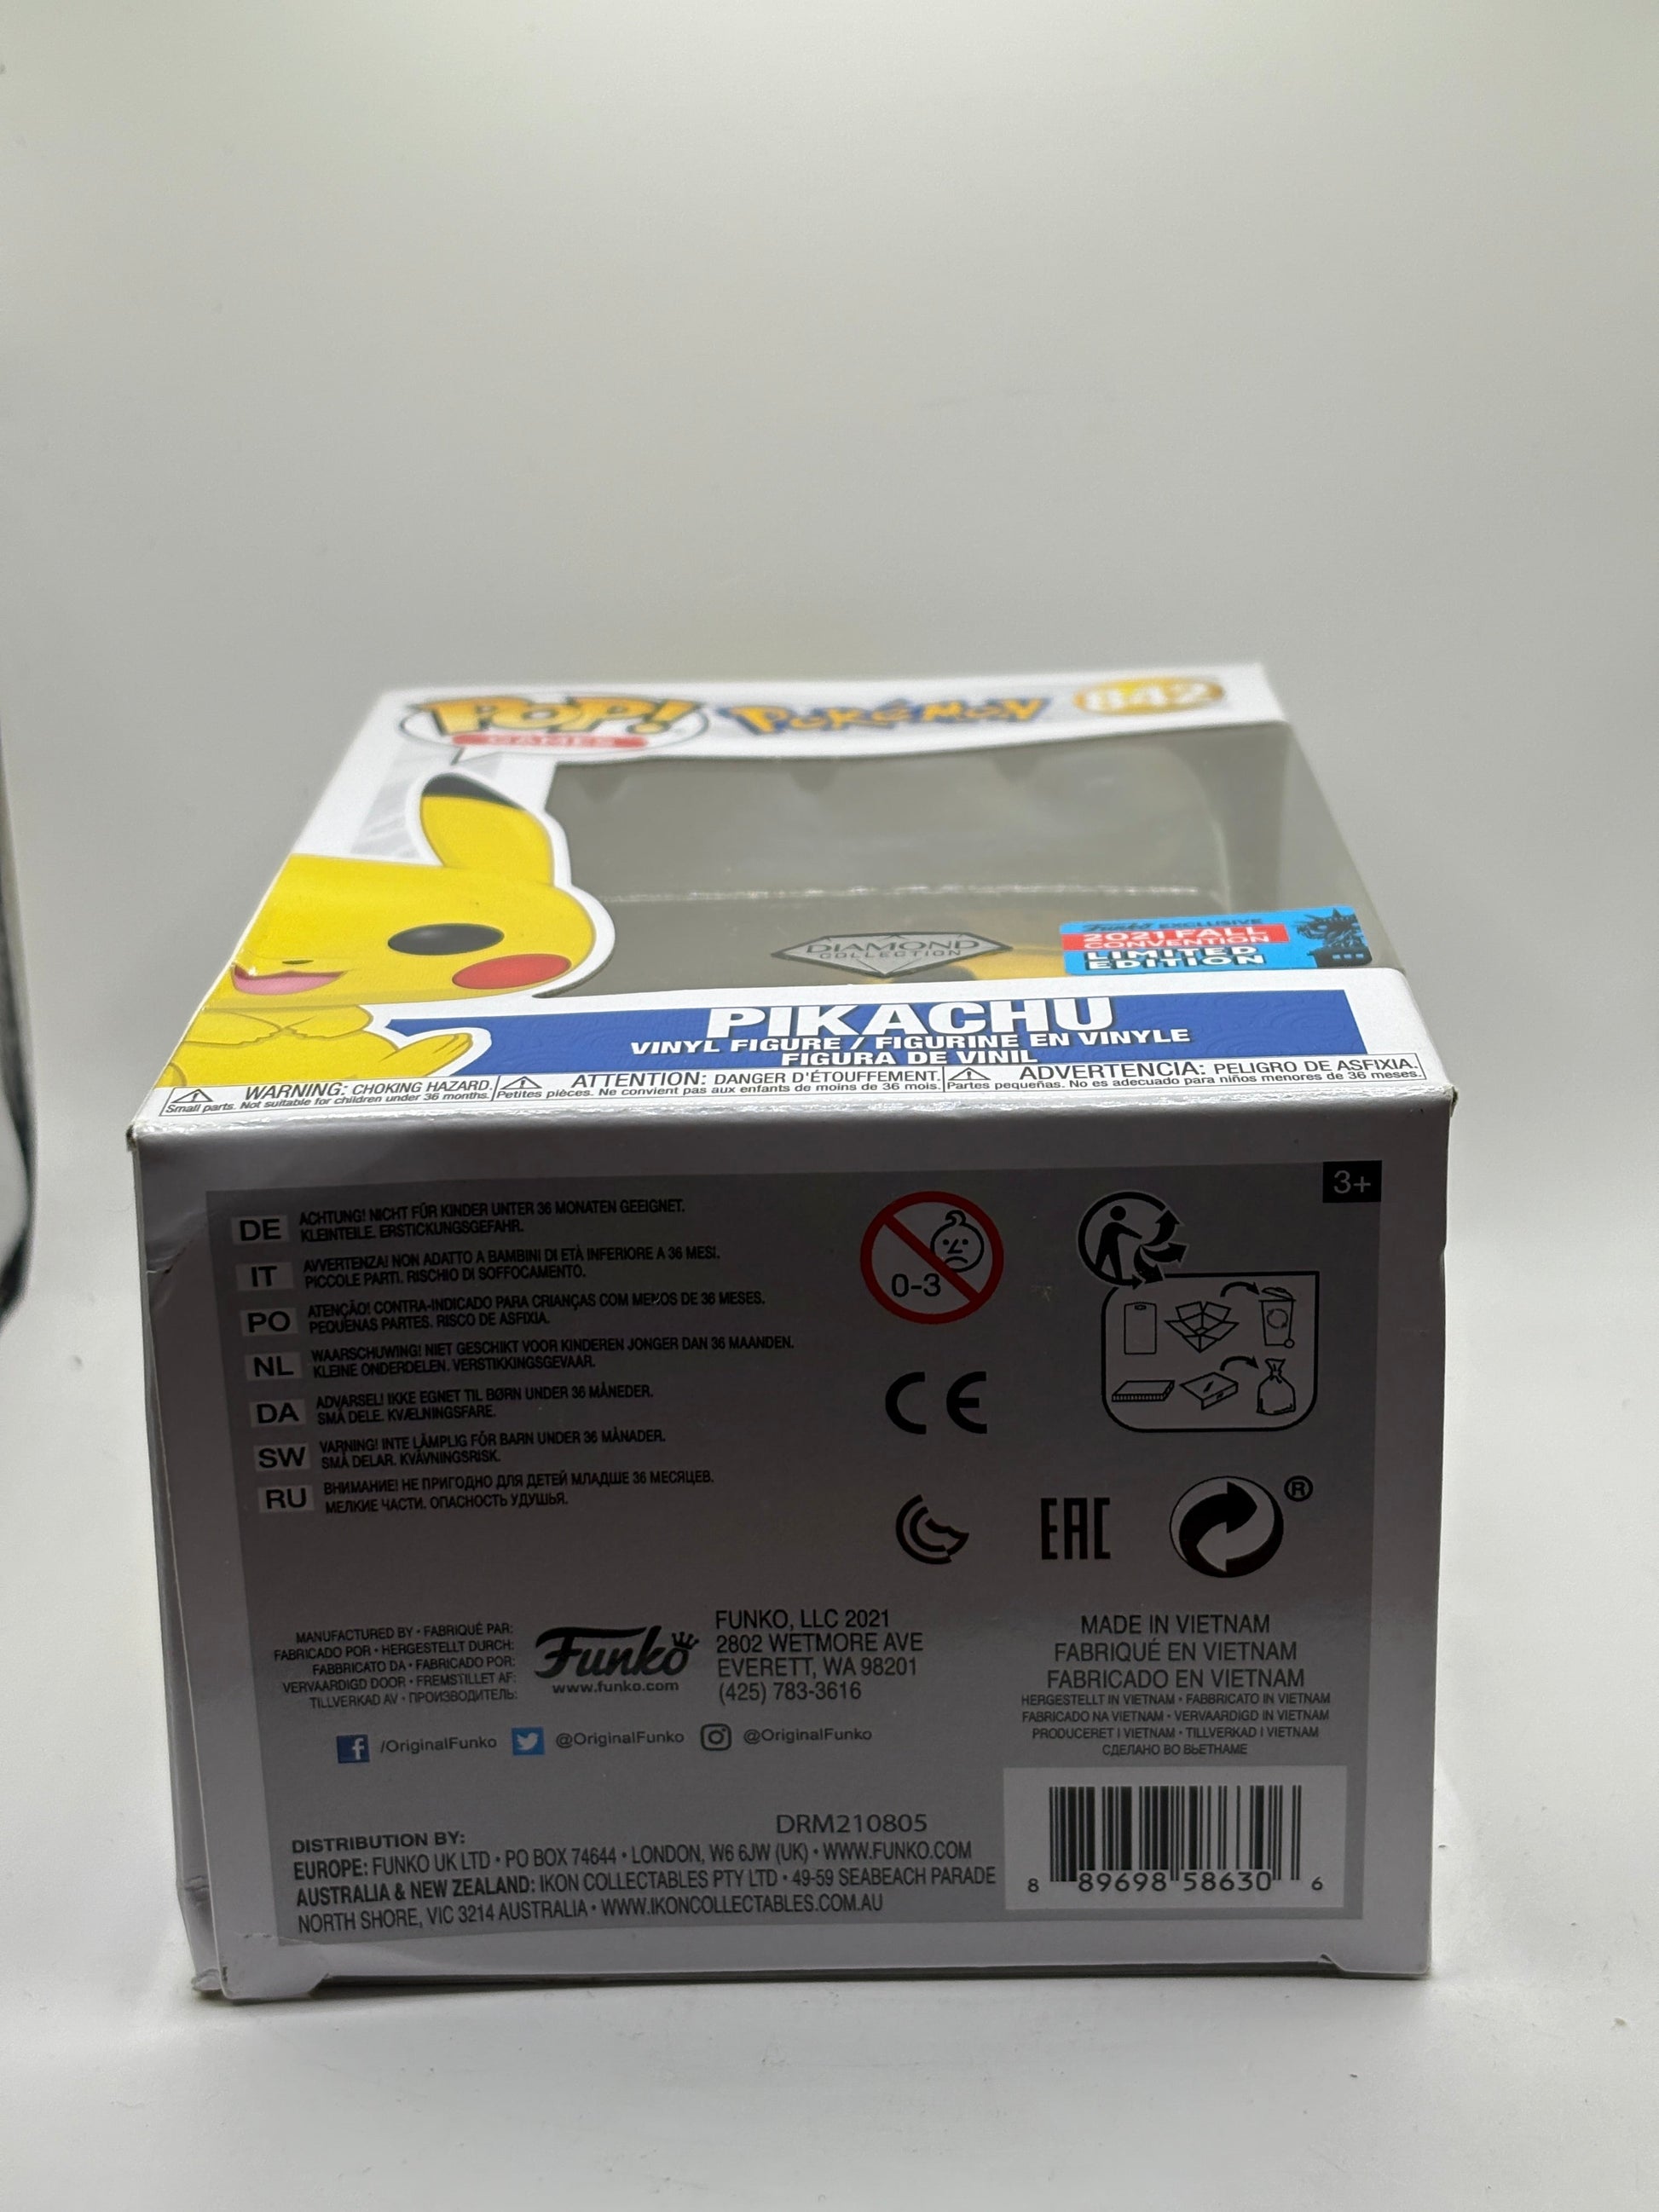 POP! POKÉMON 842
GAMES
DIAMOND
COLLECTION
Funko EXCLUSIVE
2021 FALL
CONVENTION
LIMITED
EDITION
PIKACHU
VINYL FIGURE / FIGURINE EN VINYLE
FIGURA DE VINIL
WARNING: CHOKING HAZARD.
Small parts. Not suitable for children under 36 months.
ATTENTION: DANGER D'ÉTOUFFEMENT.
Petites pièces. Ne convient pas aux enfants de moins de 36 mois.
ADVERTENCIA: PELIGRO DE ASFIXIA.
Partes pequeñas. No es adecuado para niños menores de 36 meses.
3+
DE ACHTUNG! NICHT FÜR KINDER UNTER 36 MONATEN GEEIGNET.
KLEINTEILE. ERSTICKUNGSGEFAHR.
IT AVVERTENZA! NON ADATTO A BAMBINI DI ETÀ INFERIORE A 36 MESI.
PICCOLE PARTI. RISCHIO DI SOFFOCAMENTO.
PO ATENÇÃO! CONTRA-INDICADO PARA CRIANÇAS COM MENOS DE 36 MESES.
PEQUENAS PARTES. RISCO DE ASFIXIA.
NL WAARSCHUWING! NIET GESCHIKT VOOR KINDEREN JONGER DAN 36 MAANDEN.
KLEINE ONDERDELEN. VERSTIKKINGSGEVAAR.
DA ADVARSEL! IKKE EGNET TIL BØRN UNDER 36 MÅNEDER.
SMÅ DELE. KVÆLNINGSFARE.
SW VARNING! INTE LÄMPLIG FÖR BARN UNDER 36 MÅNADER.
SMÅ DELAR. KVÄVNINGSRISK.
RU ВНИМАНИЕ! НЕ ПРИГОДНО ДЛЯ ДЕТЕЙ МЛАДШЕ 36 МЕСЯЦЕВ.
МЕЛКИЕ ЧАСТИ. ОПАСНОСТЬ УДУШЬЯ.
0-3
CE
EAC
®
MANUFACTURED BY • FABRIQUÉ PAR:
FABRICADO POR • HERGESTELLT DURCH:
FABBRICATO DA • FABRICADO POR:
VERVAARDIGD DOOR • FREMSTILLET AF:
TILLVERKAD AV • ПРОИЗВОДИТЕЛЬ:
Funko
www.funko.com
FUNKO, LLC 2021
2802 WETMORE AVE
EVERETT, WA 98201
(425) 783-3616
/OriginalFunko @OriginalFunko @OriginalFunko
MADE IN VIETNAM
FABRIQUÉ EN VIETNAM
FABRICADO EN VIETNAM
HERGESTELLT IN VIETNAM • FABBRICATO IN VIETNAM
FABRICADO NA VIETNAM • VERVAARDIGD IN VIETNAM
PRODUCERET I VIETNAM • TILLVERKAD I VIETNAM
СДЕЛАНО ВО ВЬЕТНАМЕ
DRM210805
DISTRIBUTION BY:
EUROPE: FUNKO UK LTD • PO BOX 74644 • LONDON, W6 6JW (UK) • WWW.FUNKO.COM
AUSTRALIA & NEW ZEALAND: IKON COLLECTABLES PTY LTD • 49-59 SEABEACH PARADE
NORTH SHORE, VIC 3214 AUSTRALIA • WWW.IKONCOLLECTABLES.COM.AU
8 89698 58630 6